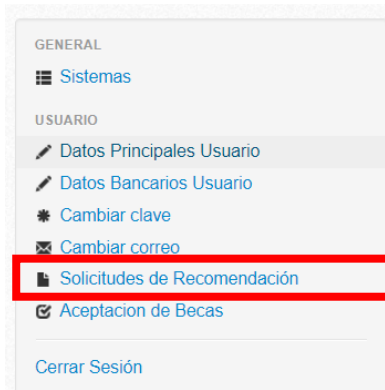 GENERAL
Sistemas
USUARIO
Datos Principales Usuario
Datos Bancarios Usuario
Cambiar clave
Cambiar correo
Solicitudes de Recomendación
Aceptacion de Becas
Cerrar Sesión